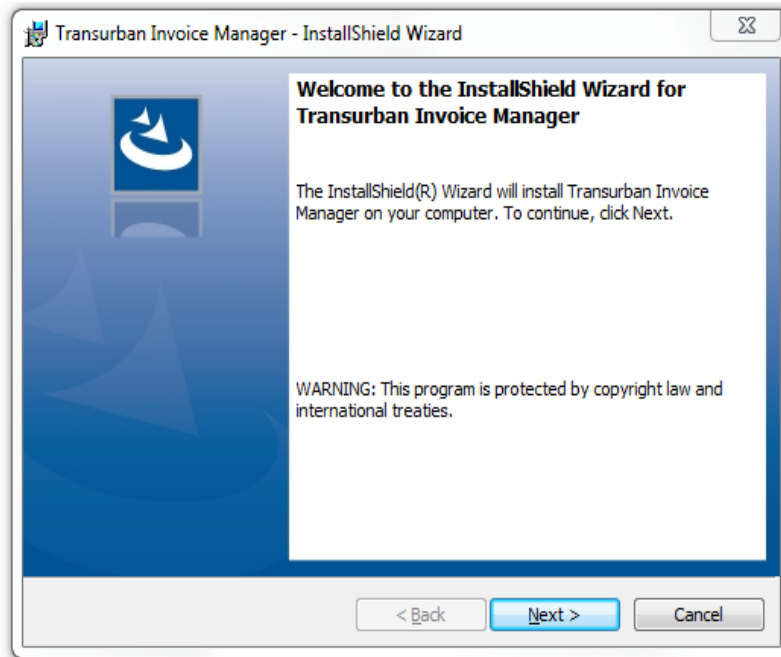 Transurban Invoice Manager - InstallShield Wizard
Welcome to the InstallShield Wizard for
Transurban Invoice Manager
The InstallShield(R) Wizard will install Transurban Invoice
Manager on your computer. To continue, click Next.
WARNING: This program is protected by copyright law and
international treaties.
< Back
Next >
Cancel